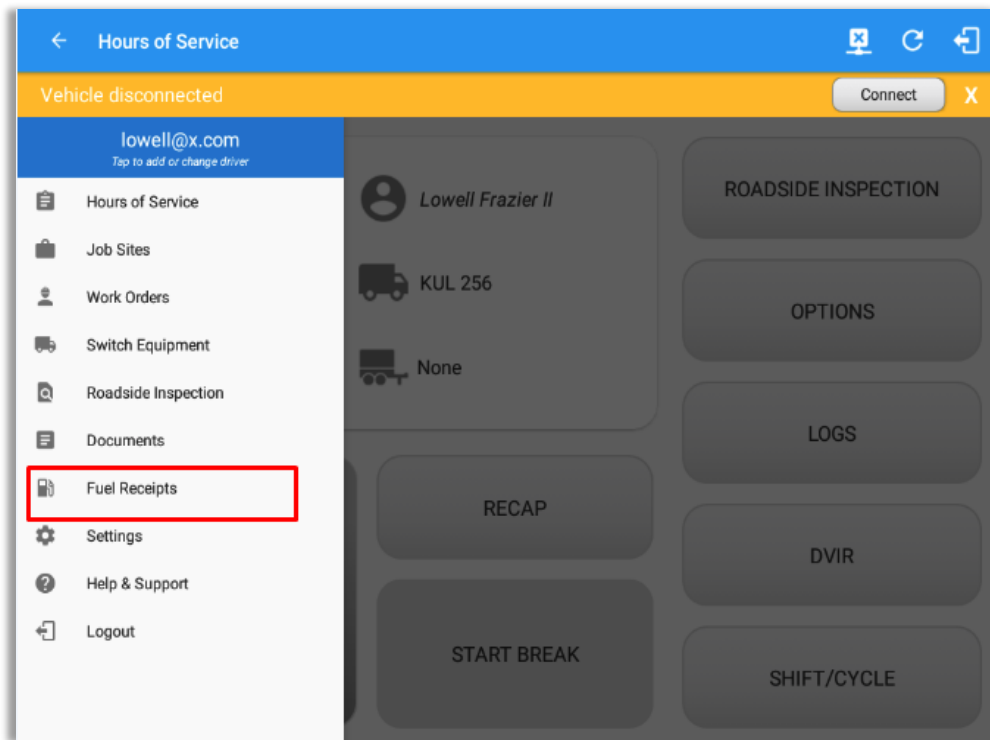 Hours of Service
Vehicle disconnected
Connect
X
lowell@x.com
Tap to add or change driver
Hours of Service
Job Sites
Work Orders
Switch Equipment
Roadside Inspection
Documents
Fuel Receipts
Settings
Help & Support
Logout
Lowell Frazier II
KUL 256
None
RECAP
START BREAK
ROADSIDE INSPECTION
OPTIONS
LOGS
DVIR
SHIFT/CYCLE